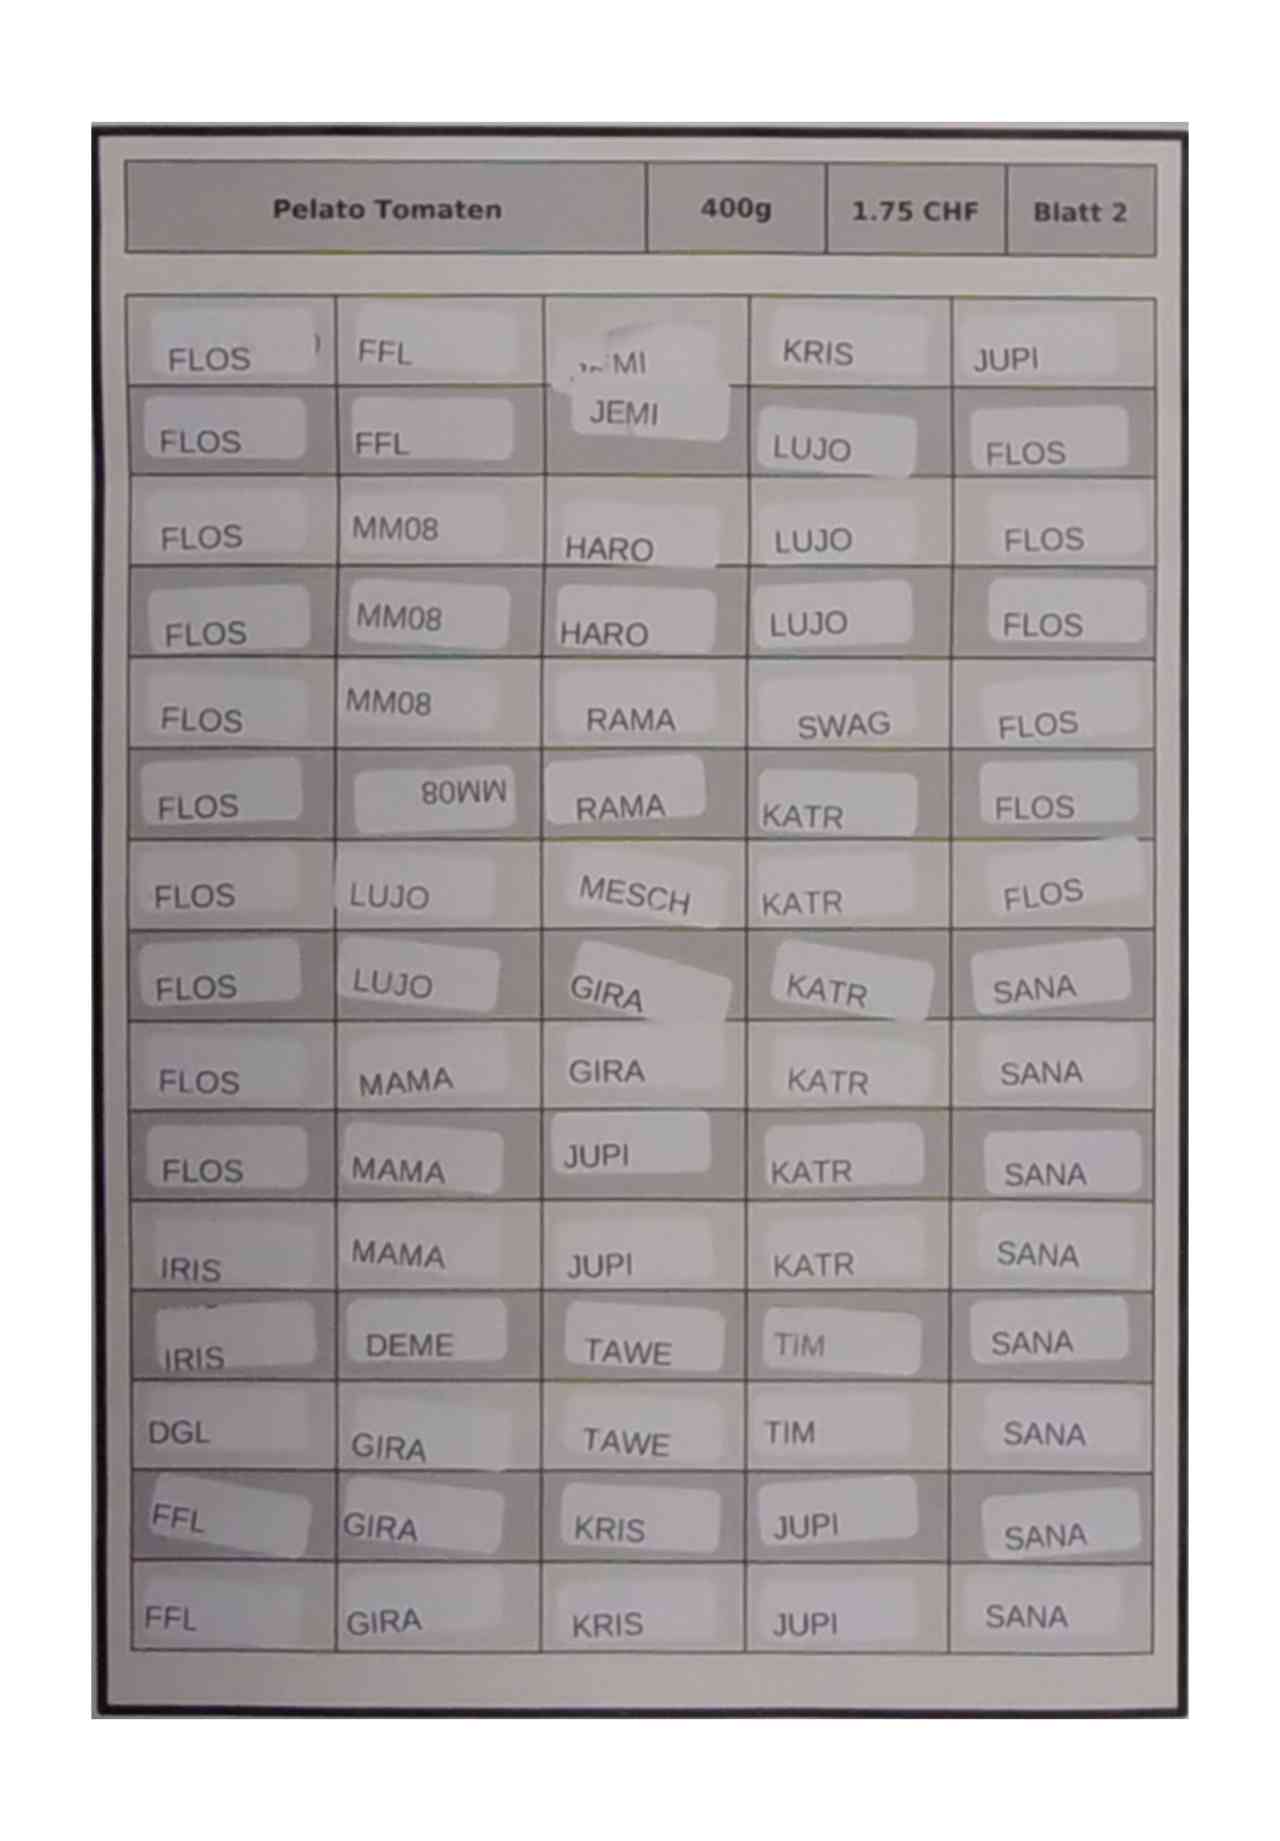 Pelato Tomaten 400g 1.75 CHF Blatt 2
FLOS FFL JEMI KRIS JUPI
FLOS FFL JEMI LUJO FLOS
FLOS MM08 HARO LUJO FLOS
FLOS MM08 HARO LUJO FLOS
FLOS MM08 RAMA SWAG FLOS
FLOS MM08 RAMA KATR FLOS
FLOS LUJO MESCH KATR FLOS
FLOS LUJO GIRA KATR SANA
FLOS MAMA GIRA KATR SANA
FLOS MAMA JUPI KATR SANA
IRIS MAMA JUPI KATR SANA
IRIS DEME TAWE TIM SANA
DGL GIRA TAWE TIM SANA
FFL GIRA KRIS JUPI SANA
FFL GIRA KRIS JUPI SANA